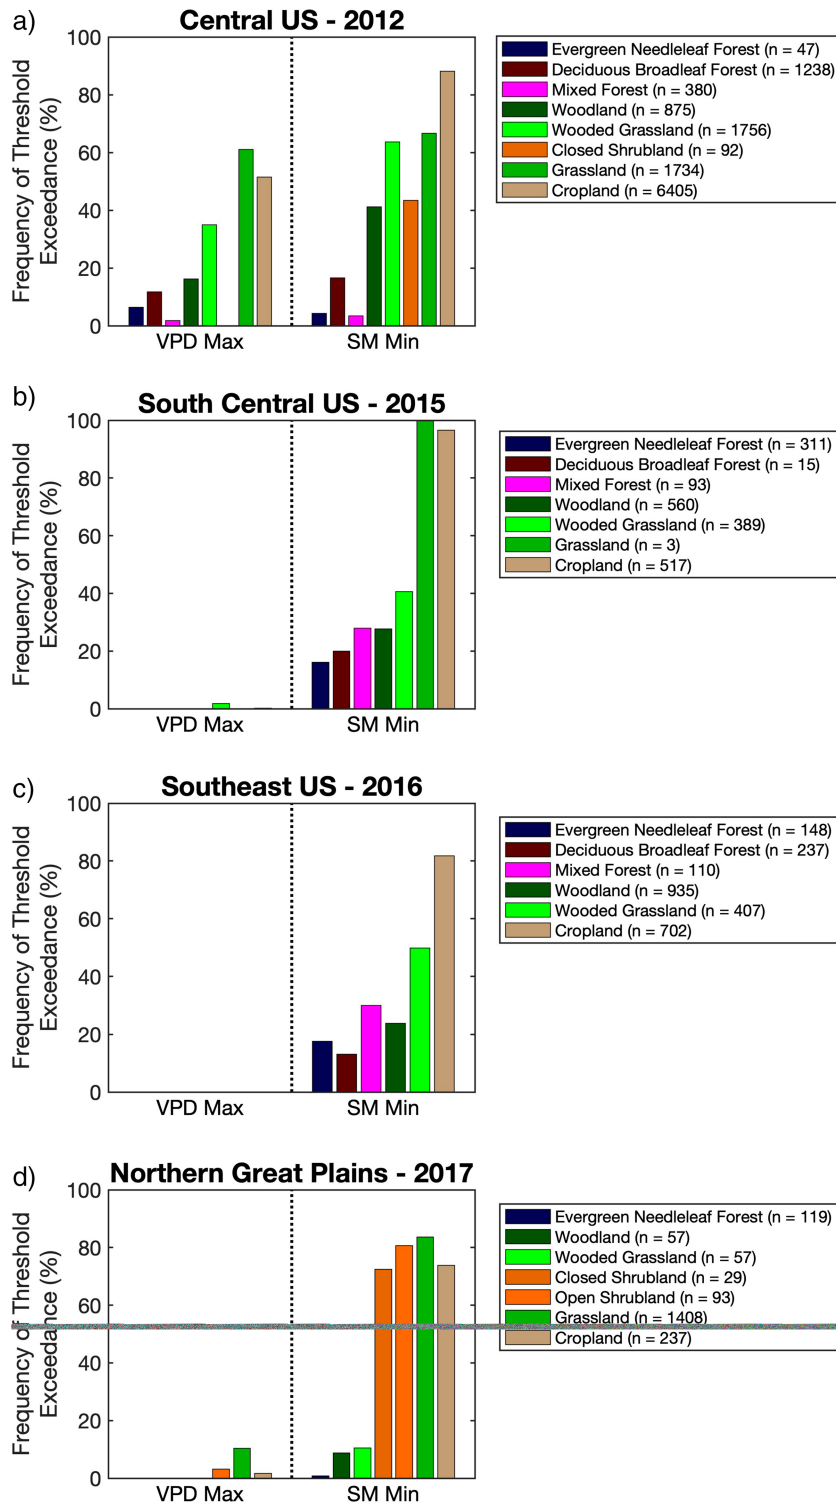 a)
Central US - 2012
Frequency of Threshold
Exceedance (%)
100
80
60
40
20
0
VPD Max
SM Min
Evergreen Needleleaf Forest (n = 47)
Deciduous Broadleaf Forest (n = 1238)
Mixed Forest (n = 380)
Woodland (n = 875)
Wooded Grassland (n = 1756)
Closed Shrubland (n = 92)
Grassland (n = 1734)
Cropland (n = 6405)
b)
South Central US - 2015
Frequency of Threshold
Exceedance (%)
100
80
60
40
20
0
VPD Max
SM Min
Evergreen Needleleaf Forest (n = 311)
Deciduous Broadleaf Forest (n = 15)
Mixed Forest (n = 93)
Woodland (n = 560)
Wooded Grassland (n = 389)
Grassland (n = 3)
Cropland (n = 517)
c)
Southeast US - 2016
Frequency of Threshold
Exceedance (%)
100
80
60
40
20
0
VPD Max
SM Min
Evergreen Needleleaf Forest (n = 148)
Deciduous Broadleaf Forest (n = 237)
Mixed Forest (n = 110)
Woodland (n = 935)
Wooded Grassland (n = 407)
Cropland (n = 702)
d)
Northern Great Plains - 2017
Frequency of Threshold
Exceedance (%)
100
80
60
40
20
0
VPD Max
SM Min
Evergreen Needleleaf Forest (n = 119)
Woodland (n = 57)
Wooded Grassland (n = 57)
Closed Shrubland (n = 29)
Open Shrubland (n = 93)
Grassland (n = 1408)
Cropland (n = 237)